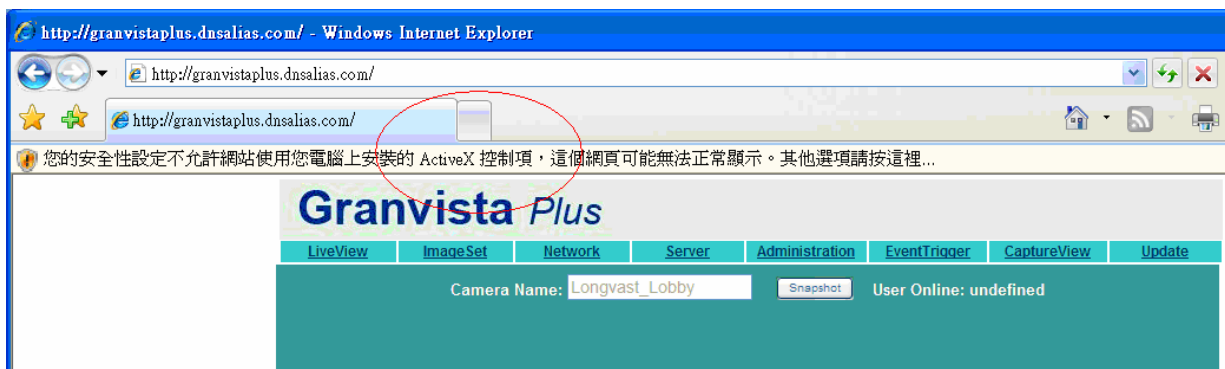 http://granvistaplus.dnsalias.com/ - Windows Internet Explorer
http://granvistaplus.dnsalias.com/
http://granvistaplus.dnsalias.com/
您的安全性設定不允許網站使用您電腦上安裝的 ActiveX 控制項，這個網頁可能無法正常顯示。其他選項請按這裡...
Granvista Plus
LiveView ImageSet Network Server Administration EventTrigger CaptureView Update
Camera Name: Longvast_Lobby Snapshot User Online: undefined